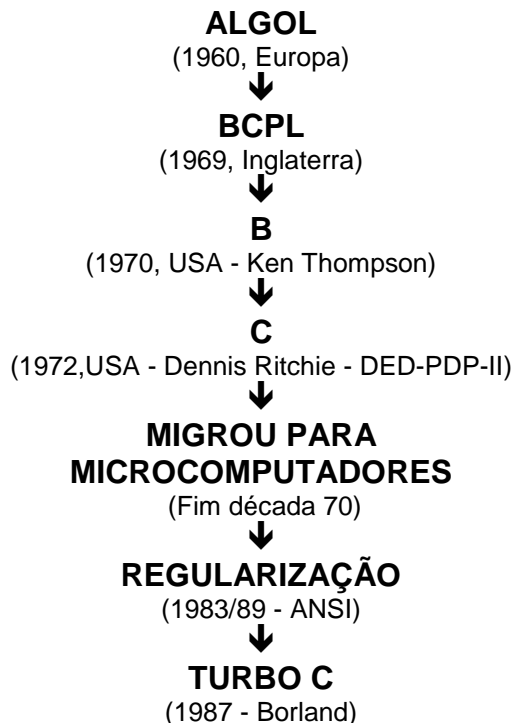 ALGOL
(1960, Europa)
BCPL
(1969, Inglaterra)
B
(1970, USA - Ken Thompson)
C
(1972,USA - Dennis Ritchie - DED-PDP-II)
MIGROU PARA
MICROCOMPUTADORES
(Fim década 70)
REGULARIZAÇÃO
(1983/89 - ANSI)
TURBO C
(1987 - Borland)